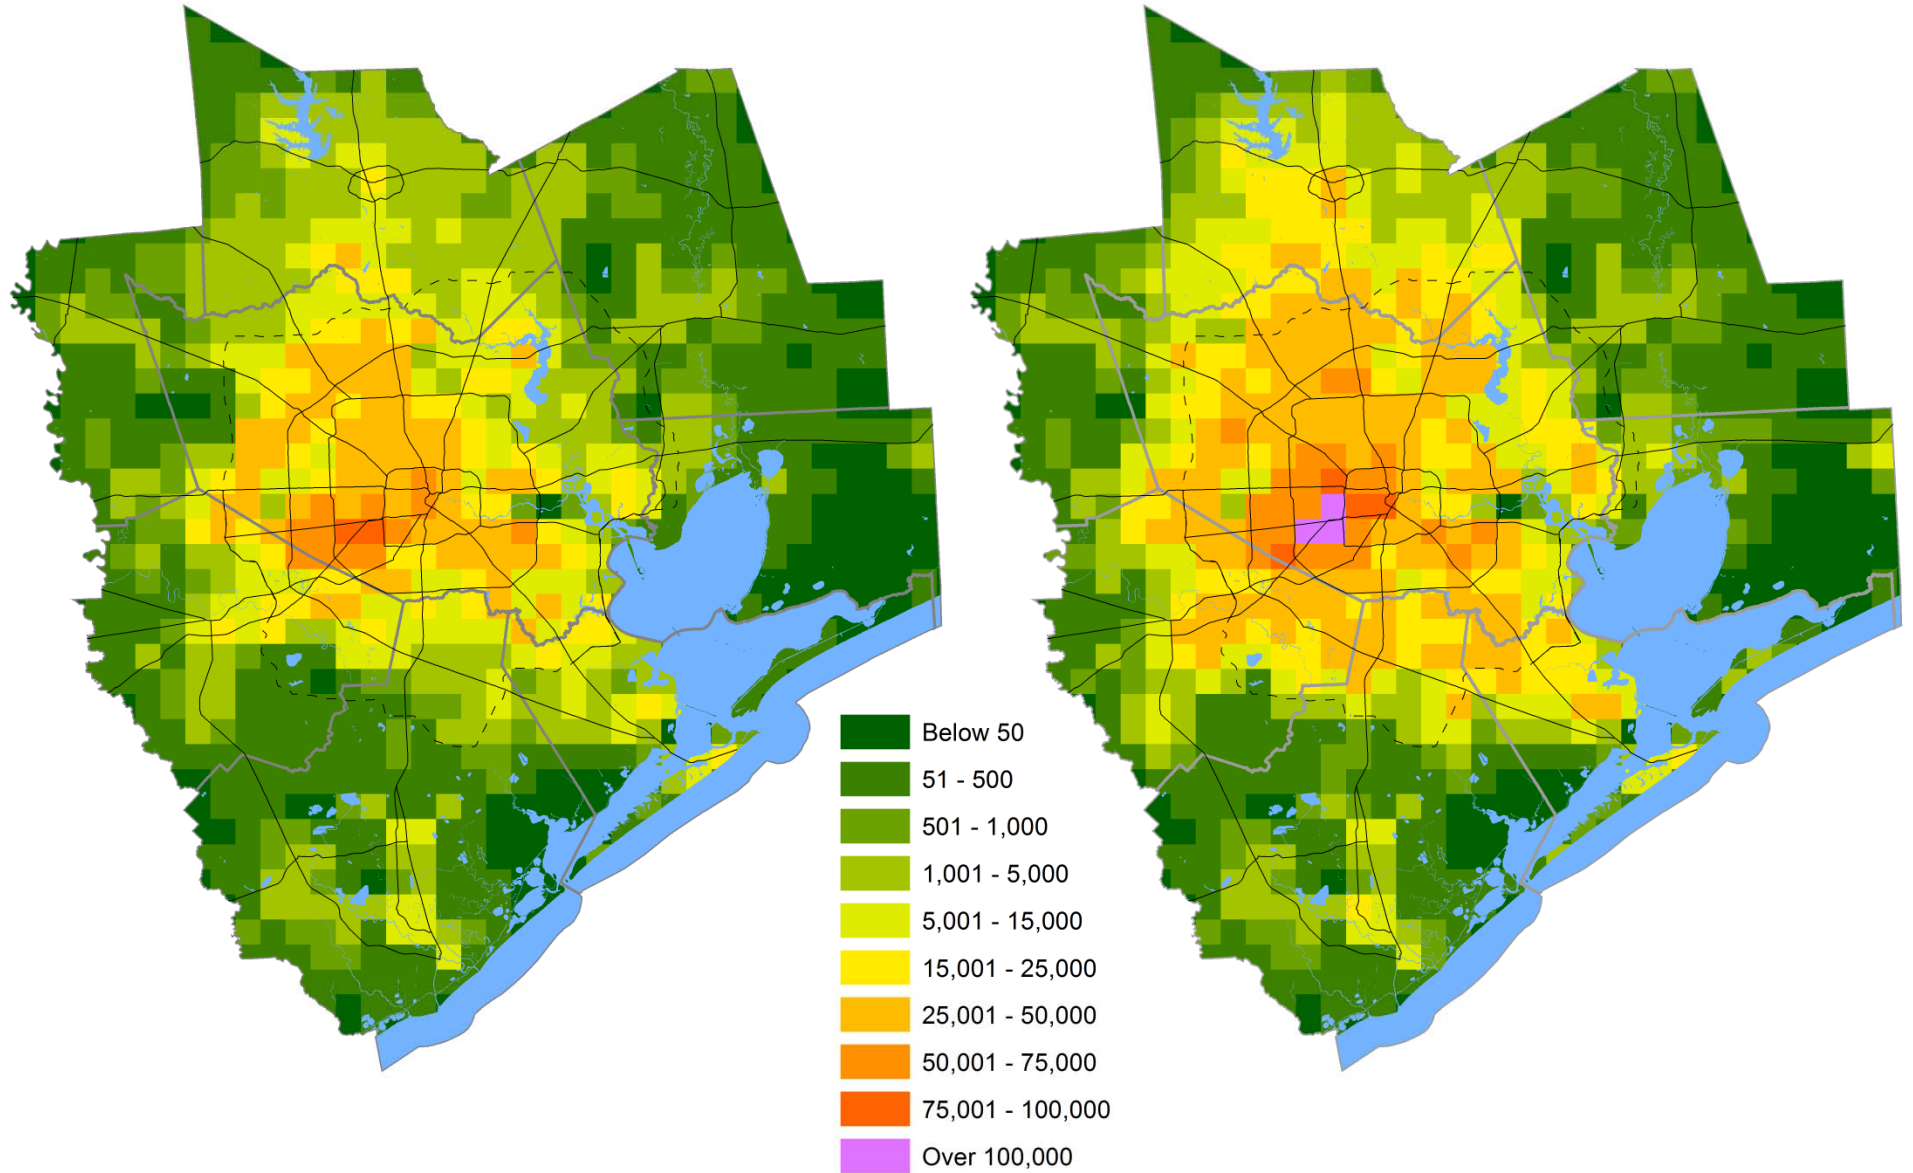 Below 50
51 - 500
501 - 1,000
1,001 - 5,000
5,001 - 15,000
15,001 - 25,000
25,001 - 50,000
50,001 - 75,000
75,001 - 100,000
Over 100,000